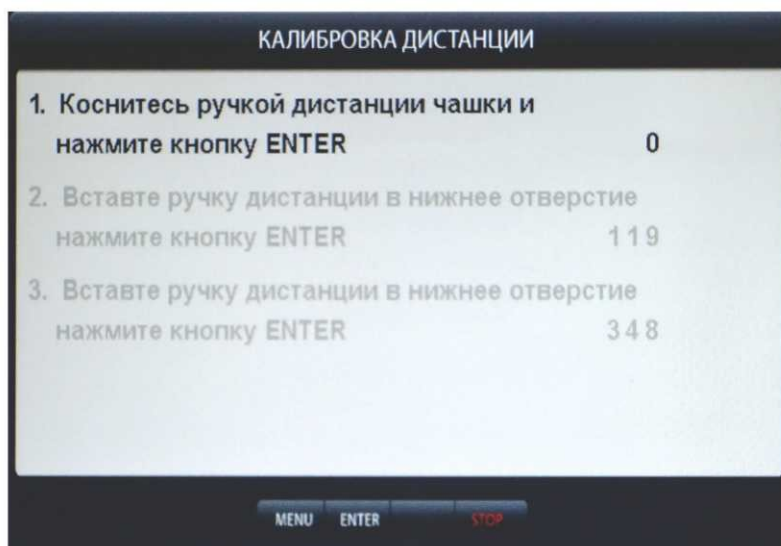 КАЛИБРОВКА ДИСТАНЦИИ
1. Коснитесь ручкой дистанции чашки и
нажмите кнопку ENTER 0
2. Вставте ручку дистанции в нижнее отверстие
нажмите кнопку ENTER 119
3. Вставте ручку дистанции в нижнее отверстие
нажмите кнопку ENTER 348
MENU ENTER STOP